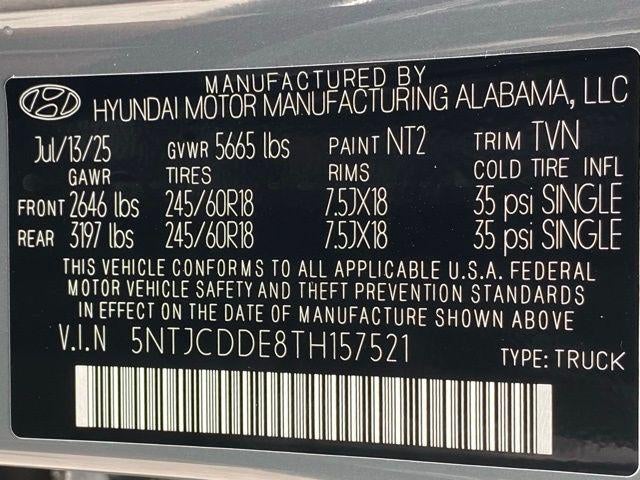 MANUFACTURED BY
HYUNDAI MOTOR MANUFACTURING ALABAMA, LLC
Jul/13/25 GVWR 5665 lbs PAINT NT2 TRIM TVN
GAWR TIRES RIMS COLD TIRE INFL
FRONT 2646 lbs 245/60R18 7.5JX18 35 psi SINGLE
REAR 3197 lbs 245/60R18 7.5JX18 35 psi SINGLE
THIS VEHICLE CONFORMS TO ALL APPLICABLE U.S.A. FEDERAL
MOTOR VEHICLE SAFETY AND THEFT PREVENTION STANDARDS
IN EFFECT ON THE DATE OF MANUFACTURE SHOWN ABOVE
V.I.N 5NTJCDDE8TH157521 TYPE: TRUCK